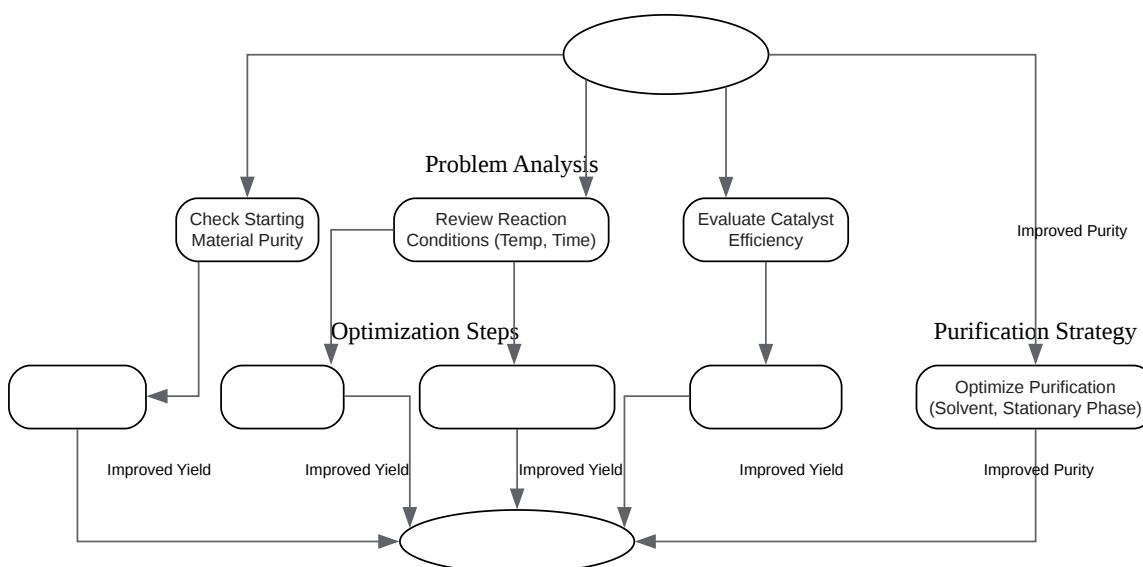 Problem Analysis
Check Starting
Material Purity
Review Reaction
Conditions (Temp, Time)
Evaluate Catalyst
Efficiency
Improved Purity
Optimization Steps
Purification Strategy
Optimize Purification
(Solvent, Stationary Phase)
Improved Yield
Improved Yield
Improved Yield
Improved Yield
Improved Purity